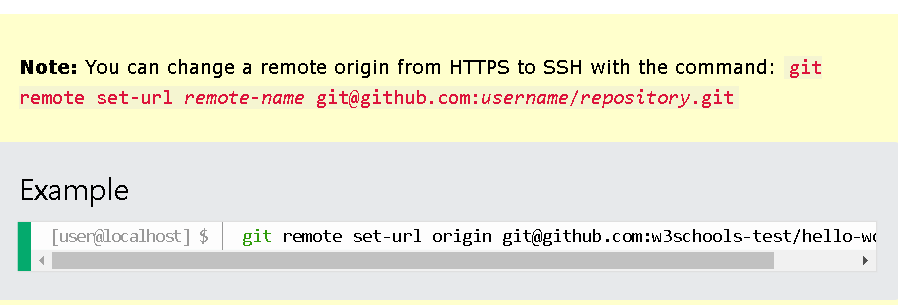 Note: You can change a remote origin from HTTPS to SSH with the command: git
remote set-url remote-name git@github.com:username/repository.git
Example
[user@localhost] $ git remote set-url origin git@github.com:w3schools-test/hello-wo